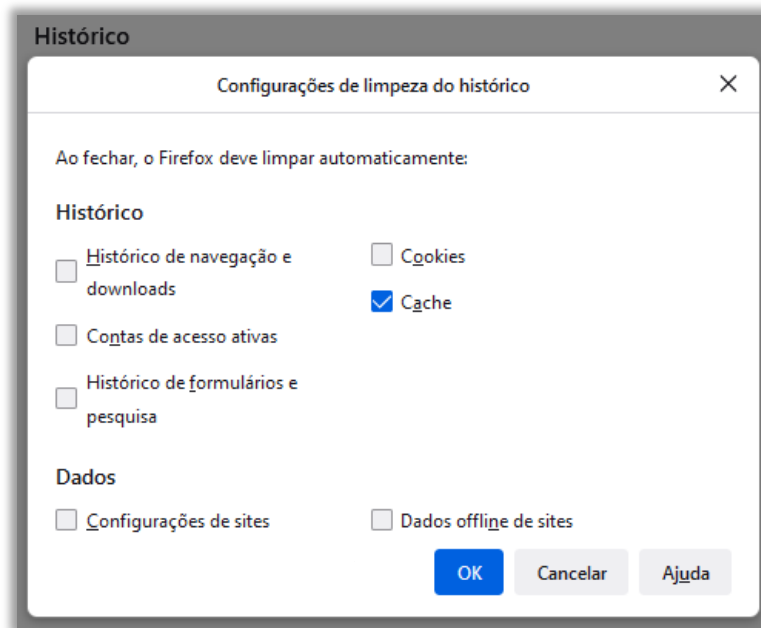 Histórico
Configurações de limpeza do histórico
Ao fechar, o Firefox deve limpar automaticamente:
Histórico
Histórico de navegação e
downloads
Cookies
Cache
Contas de acesso ativas
Histórico de formulários e
pesquisa
Dados
Configurações de sites
Dados offline de sites
OK
Cancelar
Ajuda